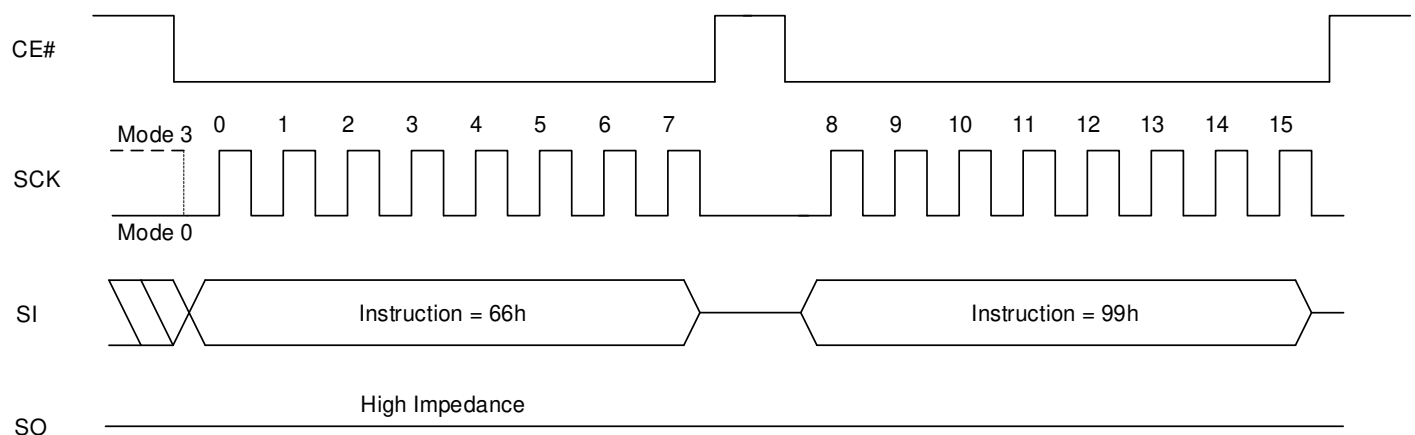 CE#
Mode 3
0 1 2 3 4 5 6 7 8 9 10 11 12 13 14 15
SCK
Mode 0
SI
Instruction = 66h
Instruction = 99h
High Impedance
SO